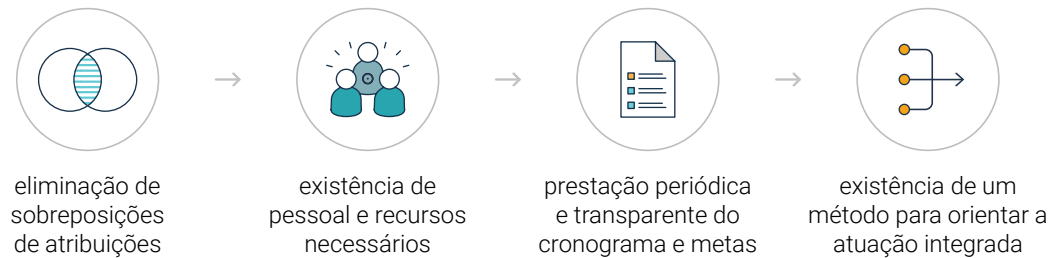 eliminação de
sobreposições
de atribuições
existência de
pessoal e recursos
necessários
prestação periódica
e transparente do
cronograma e metas
existência de um
método para orientar a
atuação integrada